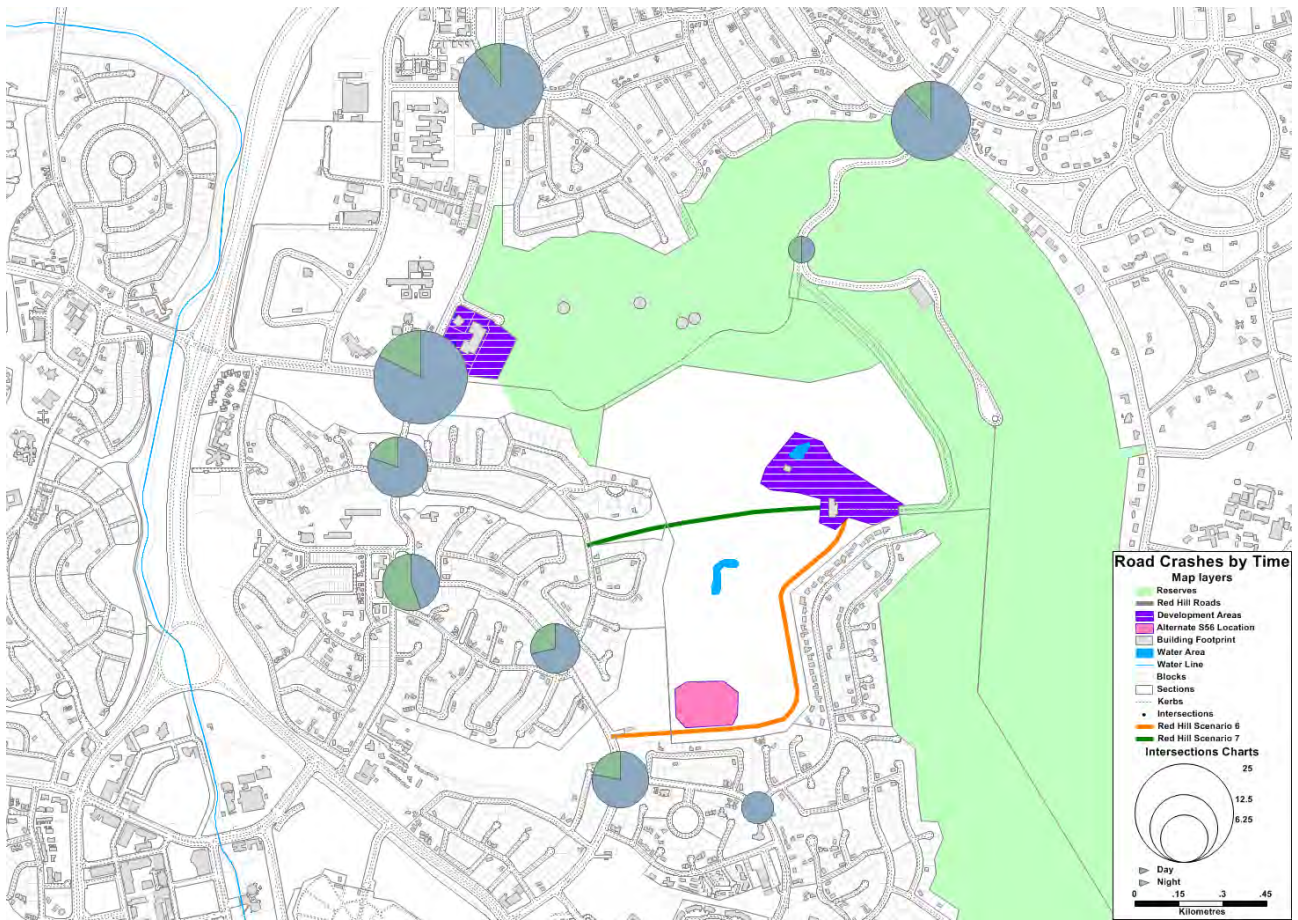 Road Crashes by Time
Map layers
Reserves
Red Hill Roads
Development Areas
Alternate S56 Location
Building Footprint
Water Area
Water Line
Blocks
Sections
Kerbs
Intersections
Red Hill Scenario 6
Red Hill Scenario 7
Intersections Charts
25
12.5
6.25
Day
Night
0 .15 .3 .45
Kilometres